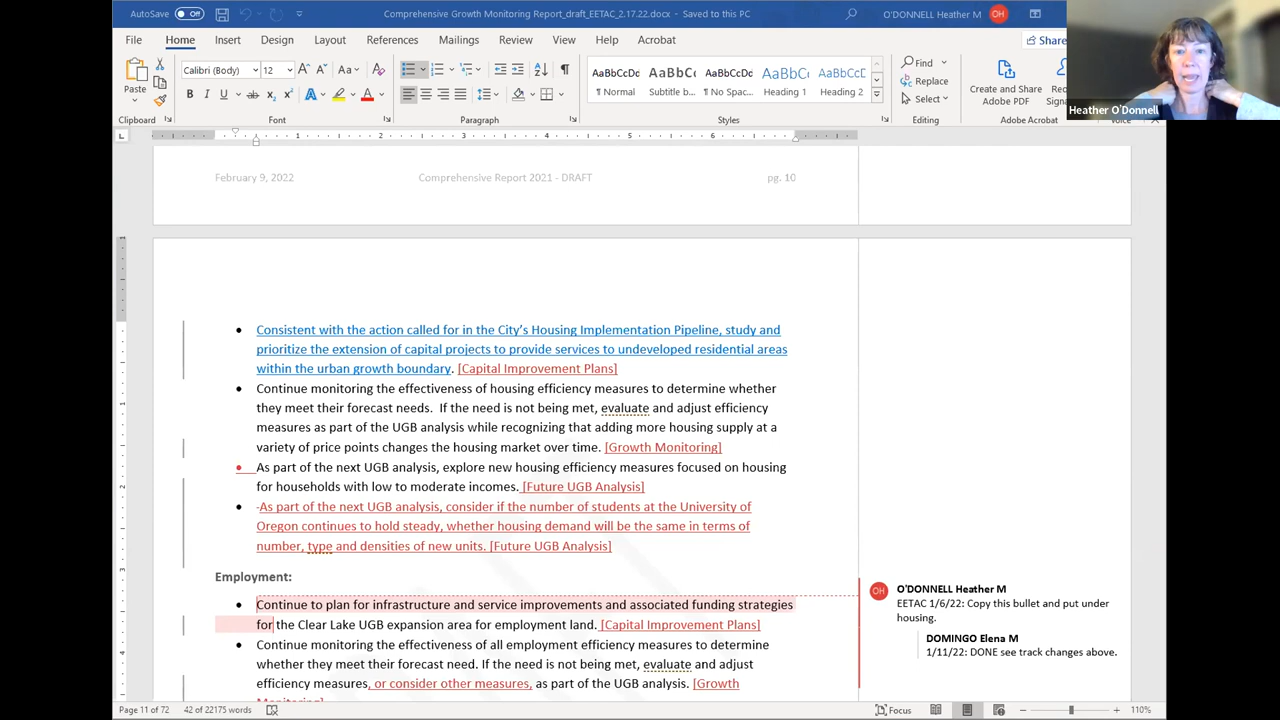 AutoSave Off Comprehensive Growth Monitoring Report_draft_EETAC_2.17.22.docx - Saved to this PC O'DONNELL Heather M OH
File Home Insert Design Layout References Mailings Review View Help Acrobat Share
Paste Calibri (Body) 12 AaBbCcDd AaBbCcD AaBbCcDd AaBbCcD AaBbCcD Find Replace Select Create and Share Adobe PDF
¶ Normal Subtitle b... ¶ No Spac... Heading 1 Heading 2
Clipboard Font Paragraph Styles Editing Adobe Acrobat Voice
Heather O'Donnell
February 9, 2022 Comprehensive Report 2021 - DRAFT pg. 10
• Consistent with the action called for in the City's Housing Implementation Pipeline, study and
prioritize the extension of capital projects to provide services to undeveloped residential areas
within the urban growth boundary. [Capital Improvement Plans]
• Continue monitoring the effectiveness of housing efficiency measures to determine whether
they meet their forecast needs. If the need is not being met, evaluate and adjust efficiency
measures as part of the UGB analysis while recognizing that adding more housing supply at a
variety of price points changes the housing market over time. [Growth Monitoring]
• As part of the next UGB analysis, explore new housing efficiency measures focused on housing
for households with low to moderate incomes. [Future UGB Analysis]
• -As part of the next UGB analysis, consider if the number of students at the University of
Oregon continues to hold steady, whether housing demand will be the same in terms of
number, type and densities of new units. [Future UGB Analysis]
Employment:
• Continue to plan for infrastructure and service improvements and associated funding strategies
for the Clear Lake UGB expansion area for employment land. [Capital Improvement Plans]
• Continue monitoring the effectiveness of all employment efficiency measures to determine
whether they meet their forecast need. If the need is not being met, evaluate and adjust
efficiency measures, or consider other measures, as part of the UGB analysis. [Growth
Monitoring]
OH O'DONNELL Heather M
EETAC 1/6/22: Copy this bullet and put under
housing.
DOMINGO Elena M
1/11/22: DONE see track changes above.
Page 11 of 72 42 of 22175 words Focus 110%